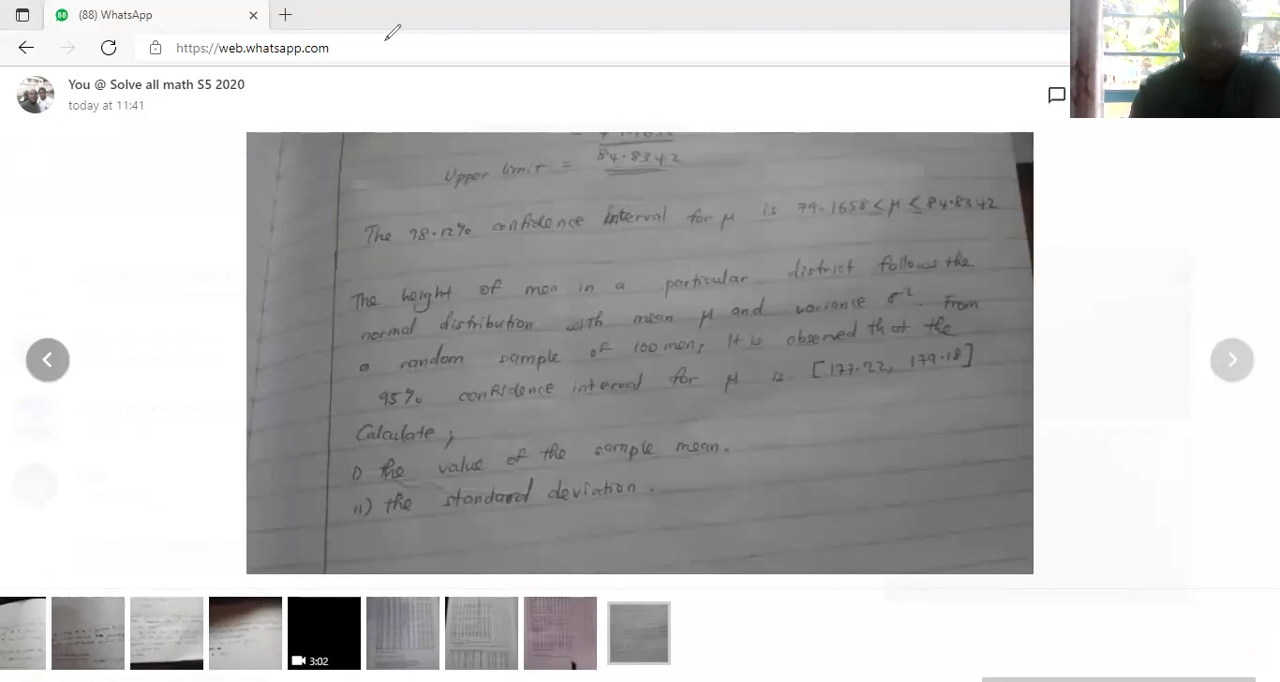 (88) WhatsApp
https://web.whatsapp.com
You @ Solve all math S5 2020
today at 11:41
Upper limit = 84.8342
The 98.12% confidence interval for μ is 79.1658 ≤ μ ≤ 84.8342
The height of men in a particular district follows the
normal distribution with mean μ and variance σ². From
a random sample of 100 men, It is observed that the
95% confidence interval for μ is [177.22, 179.18]
Calculate;
i) the value of the sample mean.
ii) the standard deviation.
3:02